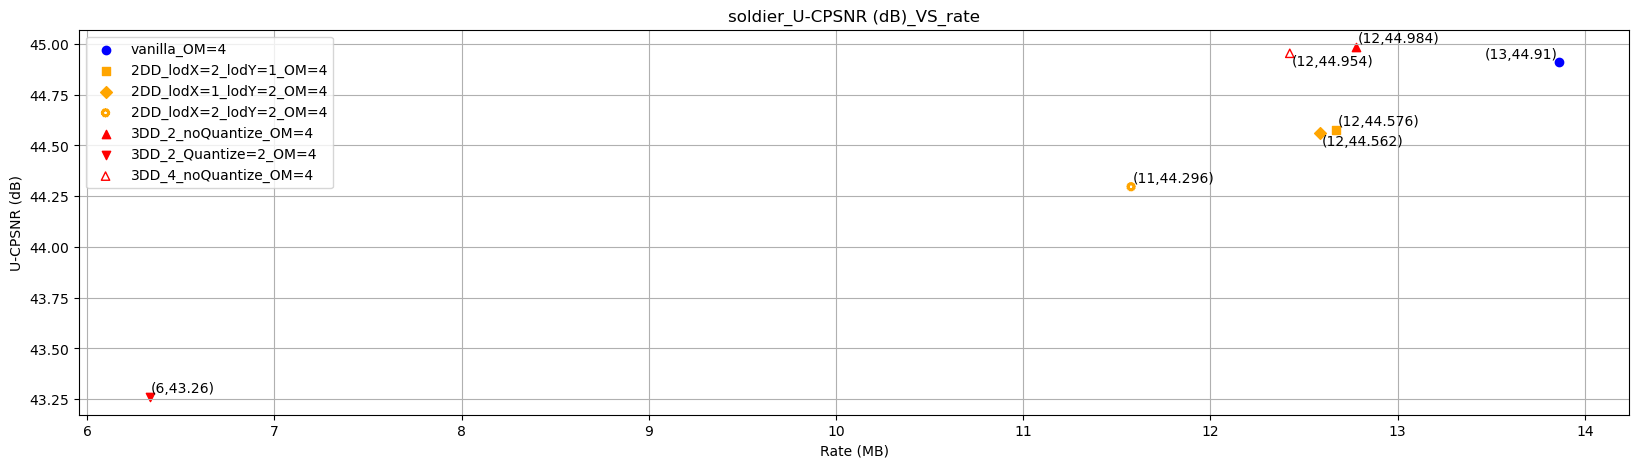 soldier_U-CPSNR (dB)_VS_rate
vanilla_OM=4
2DD_lodX=2_lodY=1_OM=4
2DD_lodX=1_lodY=2_OM=4
2DD_lodX=2_lodY=2_OM=4
3DD_2_noQuantize_OM=4
3DD_2_Quantize=2_OM=4
3DD_4_noQuantize_OM=4
(12,44.984)
(13,44.91)
(12,44.954)
(12,44.576)
(12,44.562)
(11,44.296)
(6,43.26)
U-CPSNR (dB)
45.00
44.75
44.50
44.25
44.00
43.75
43.50
43.25
6 7 8 9 10 11 12 13 14
Rate (MB)